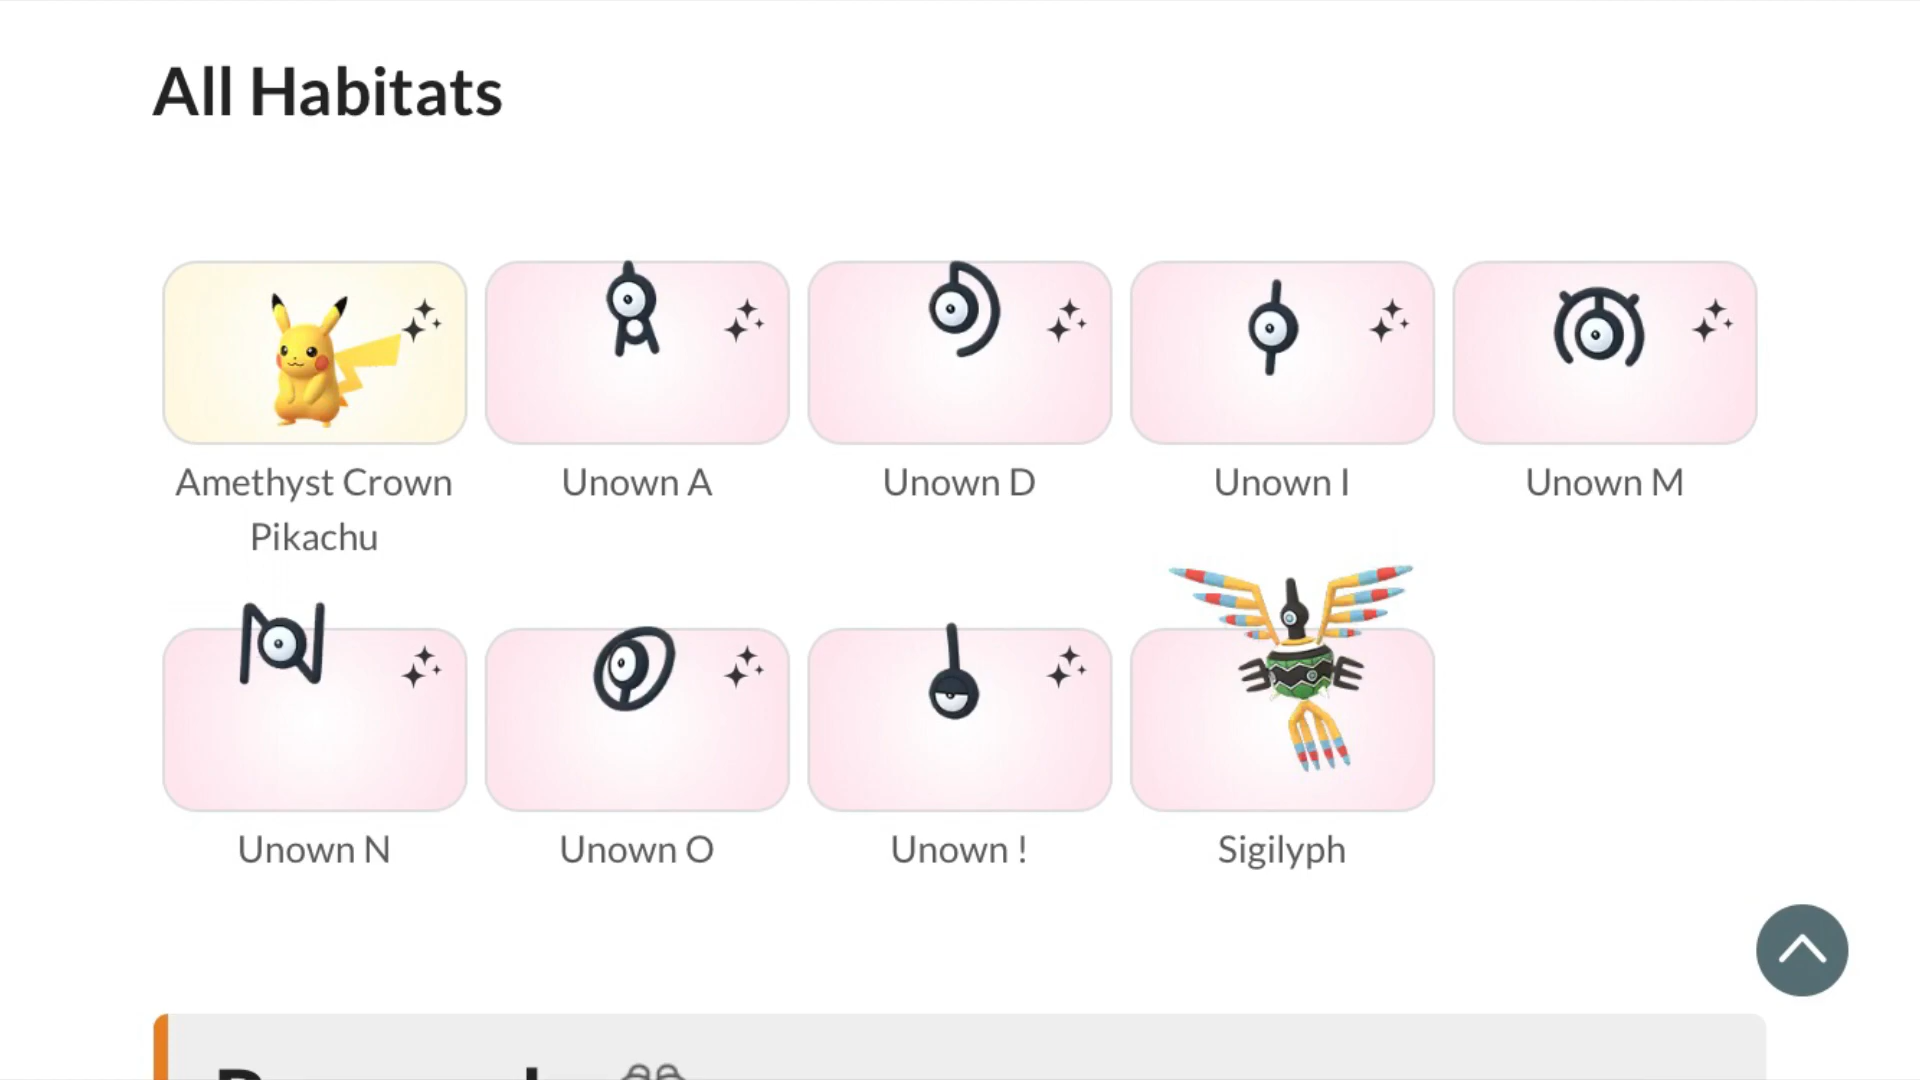 All Habitats
Amethyst Crown
Pikachu
Unown A
Unown D
Unown I
Unown M
Unown N
Unown O
Unown !
Sigilyph